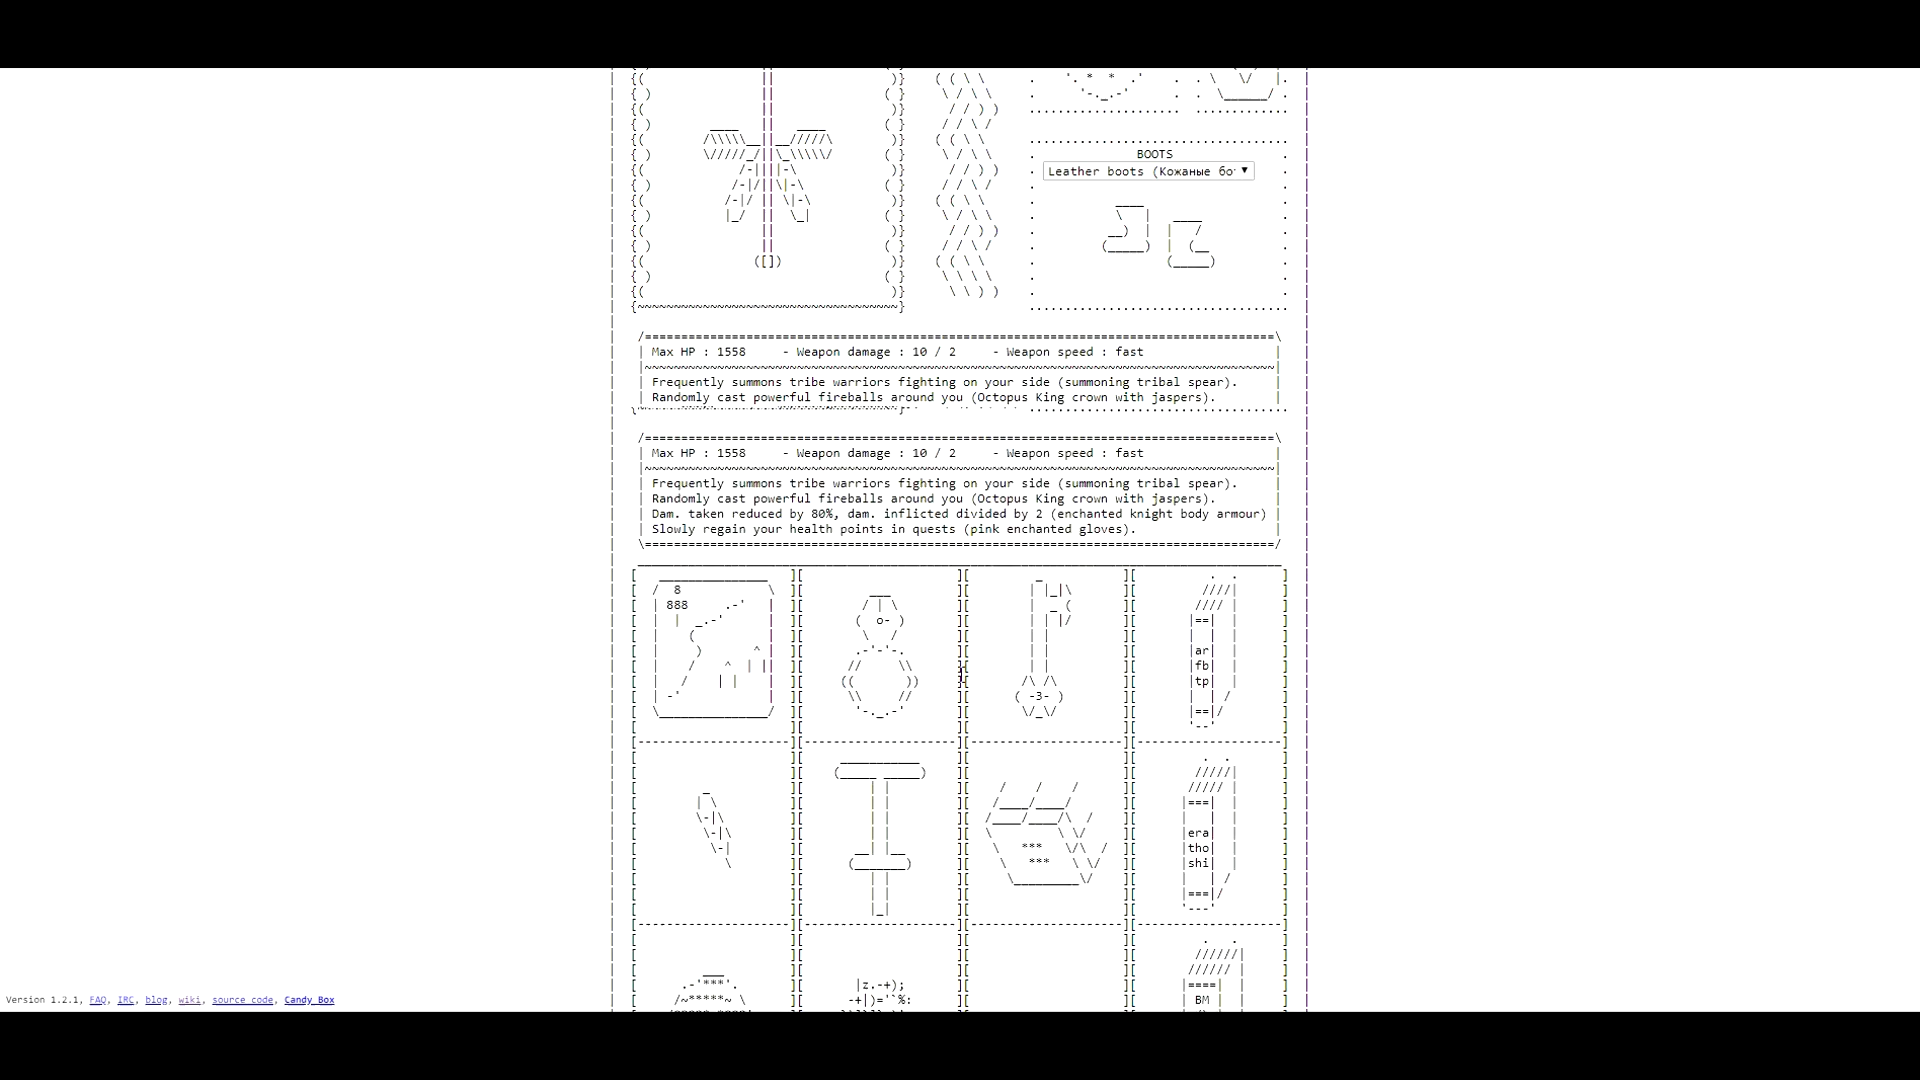 BOOTS
Leather boots (Кожаные бо
Max HP : 1558 - Weapon damage : 10 / 2 - Weapon speed : fast
Frequently summons tribe warriors fighting on your side (summoning tribal spear).
Randomly cast powerful fireballs around you (Octopus King crown with jaspers).
Max HP : 1558 - Weapon damage : 10 / 2 - Weapon speed : fast
Frequently summons tribe warriors fighting on your side (summoning tribal spear).
Randomly cast powerful fireballs around you (Octopus King crown with jaspers).
Dam. taken reduced by 80%, dam. inflicted divided by 2 (enchanted knight body armour)
Slowly regain your health points in quests (pink enchanted gloves).
ar
fb
tp
era
tho
shi
BM
Version 1.2.1, FAQ, IRC, blog, wiki, source code, Candy Box